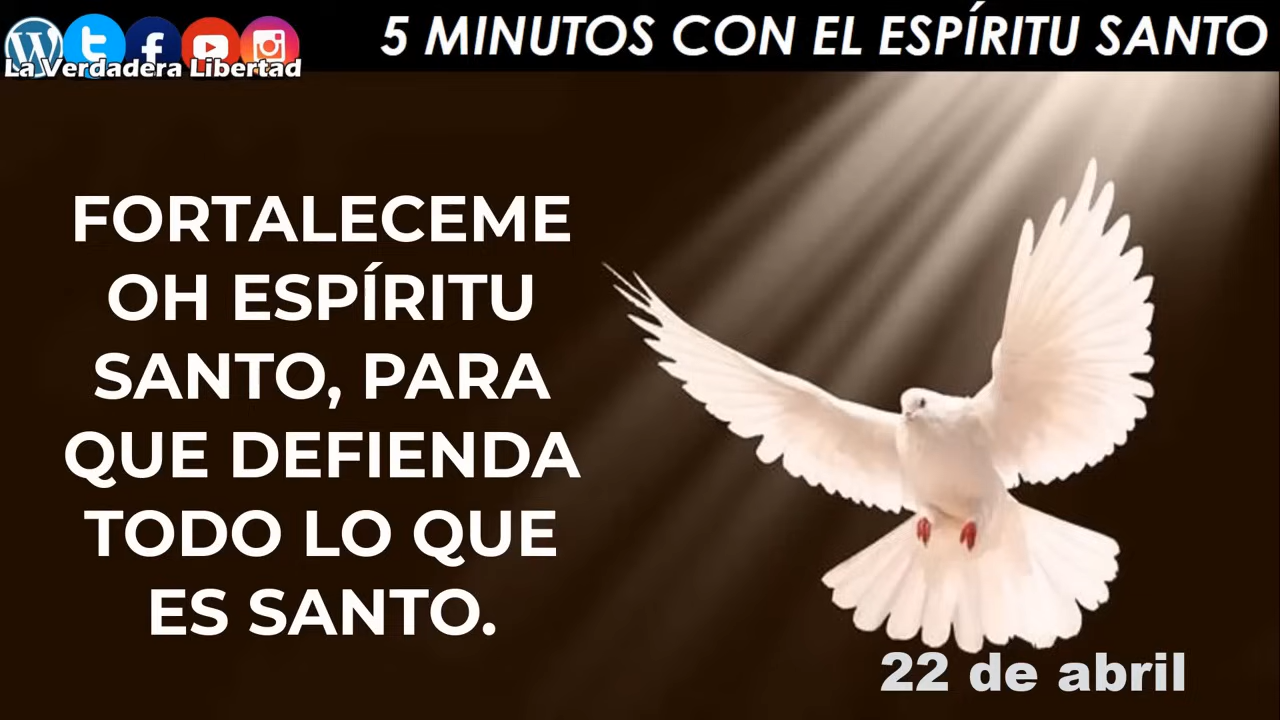 5 MINUTOS CON EL ESPÍRITU SANTO
La Verdadera Libertad
FORTALECEME
OH ESPÍRITU
SANTO, PARA
QUE DEFIENDA
TODO LO QUE
ES SANTO.
22 de abril